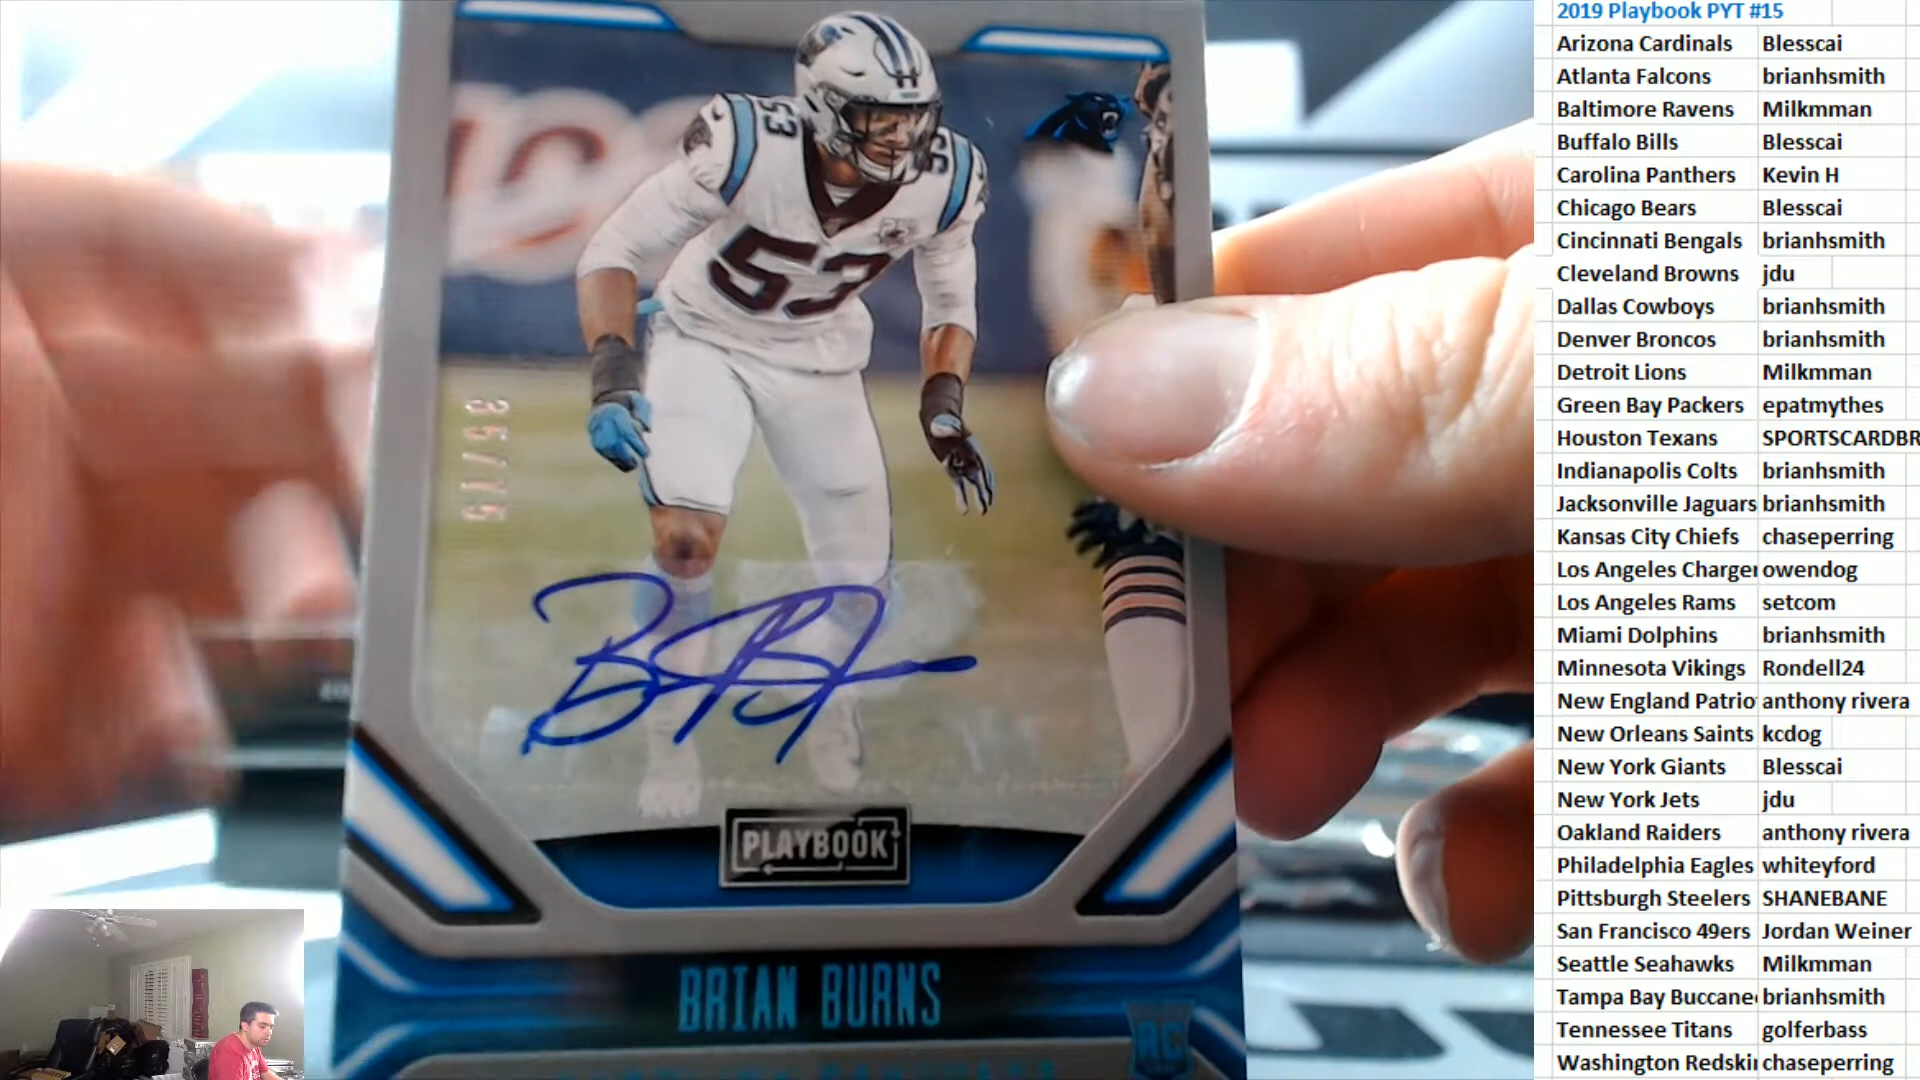 53
53
53
35/75
PLAYBOOK
BRIAN BURNS
RC
2019 Playbook PYT #15
Arizona Cardinals Blesscai
Atlanta Falcons brianhsmith
Baltimore Ravens Milkmman
Buffalo Bills Blesscai
Carolina Panthers Kevin H
Chicago Bears Blesscai
Cincinnati Bengals brianhsmith
Cleveland Browns jdu
Dallas Cowboys brianhsmith
Denver Broncos brianhsmith
Detroit Lions Milkmman
Green Bay Packers epatmythes
Houston Texans SPORTSCARDBR
Indianapolis Colts brianhsmith
Jacksonville Jaguars brianhsmith
Kansas City Chiefs chaseperring
Los Angeles Charger owendog
Los Angeles Rams setcom
Miami Dolphins brianhsmith
Minnesota Vikings Rondell24
New England Patrio anthony rivera
New Orleans Saints kcdog
New York Giants Blesscai
New York Jets jdu
Oakland Raiders anthony rivera
Philadelphia Eagles whiteyford
Pittsburgh Steelers SHANEBANE
San Francisco 49ers Jordan Weiner
Seattle Seahawks Milkmman
Tampa Bay Buccane brianhsmith
Tennessee Titans golferbass
Washington Redski chaseperring